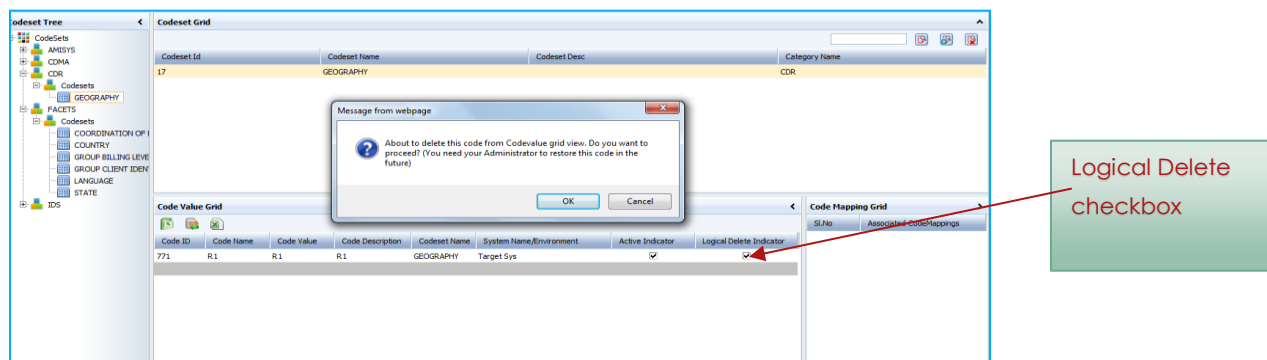 odeset Tree
CodeSets
AMISYS
CDMA
CDR
Codesets
GEOGRAPHY
FACETS
Codesets
COORDINATION OF
COUNTRY
GROUP BILLING LEVE
GROUP CLIENT IDEN
LANGUAGE
STATE
IDS
Codeset Grid
Codeset Id Codeset Name Codeset Desc Category Name
17 GEOGRAPHY CDR
Message from webpage
About to delete this code from Codevalue grid view. Do you want to
proceed? (You need your Administrator to restore this code in the
future)
OK Cancel
Code Value Grid
Code ID Code Name Code Value Code Description Codeset Name System Name/Environment Active Indicator Logical Delete Indicator
771 R1 R1 R1 GEOGRAPHY Target Sys
Code Mapping Grid
Sl.No Associated CodeMappings
Logical Delete
checkbox